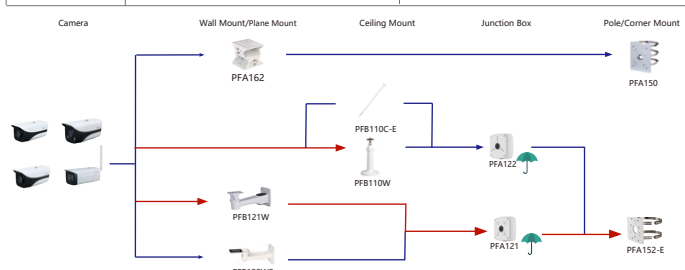 Camera
Wall Mount/Plane Mount
Ceiling Mount
Junction Box
Pole/Corner Mount
PFA162
PFA150
PFB110C-E
PFA122
PFB110W
PFB121W
PFA121
PFA152-E